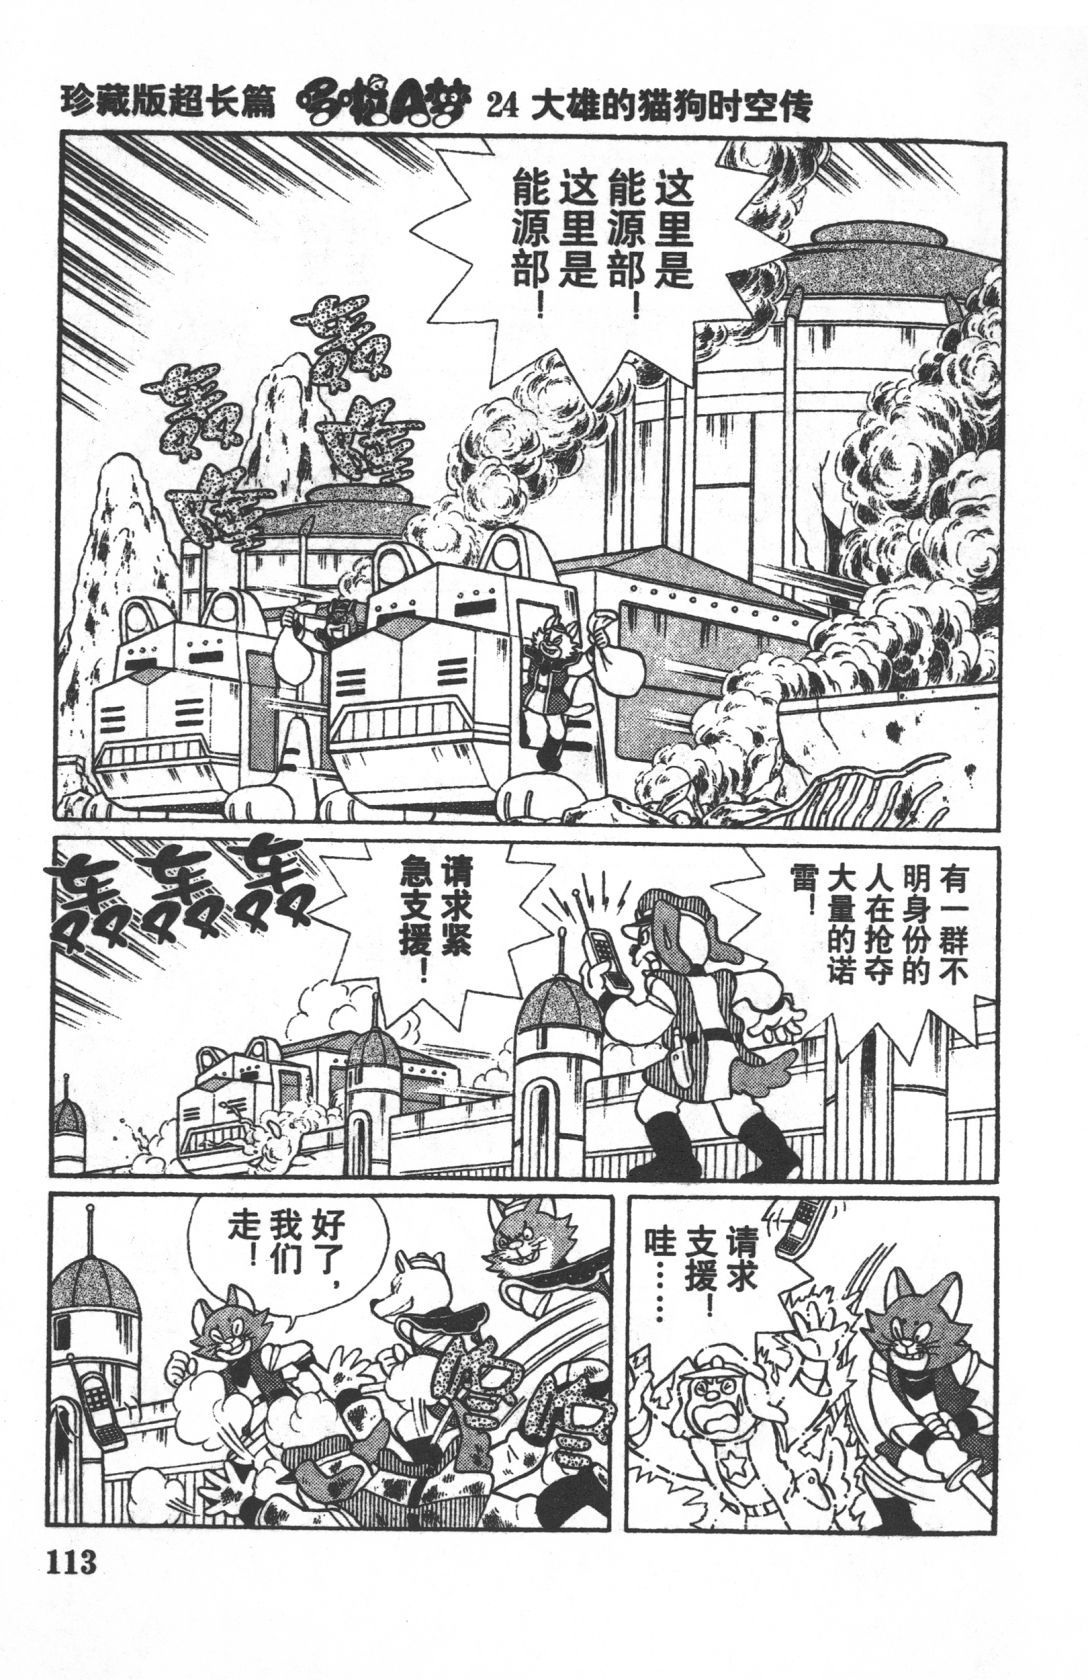 珍藏版超长篇 哆啦A梦 24 大雄的猫狗时空传
这里是
能源部！
这里是
能源部！
轰
隆
轰
隆
有一群不
明身份的
人在抢夺
大量的诺
雷！
请求紧
急支援！
轰轰轰
请求
支援！
哇……
好了，
我们
走！
113